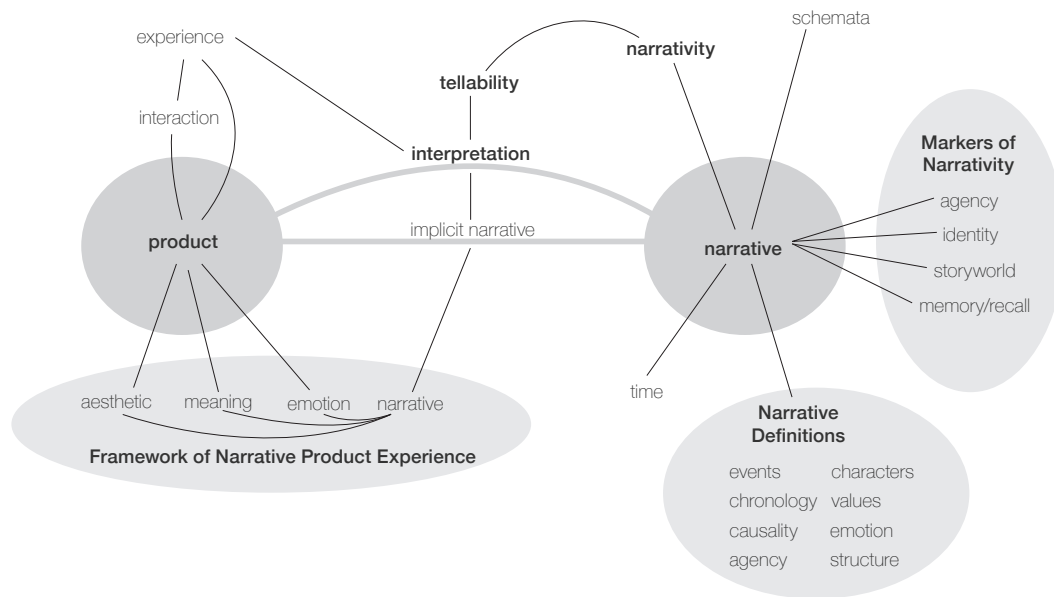 experience
schemata
narrativity
tellability
interaction
Markers of
Narrativity
interpretation
agency
implicit narrative
identity
product
narrative
storyworld
memory/recall
time
aesthetic
meaning
emotion
narrative
Framework of Narrative Product Experience
Narrative
Definitions
events characters
chronology values
causality emotion
agency structure